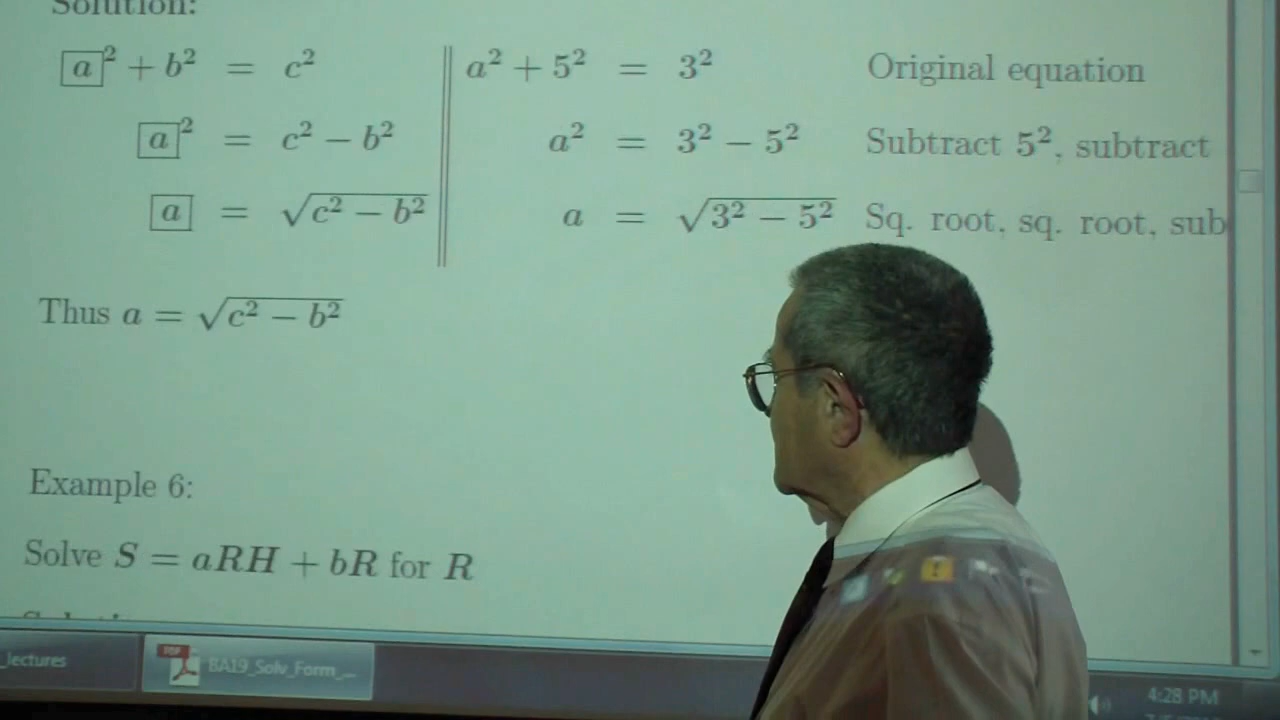 Solution:
a² + b² = c² a² + 5² = 3² Original equation
a² = c² − b² a² = 3² − 5² Subtract 5², subtract
a = √(c² − b²) a = √(3² − 5²) Sq. root, sq. root, sub
Thus a = √(c² − b²)
Example 6:
Solve S = aRH + bR for R
_lectures
PDF BA19_Solv_Form_...
4:28 PM